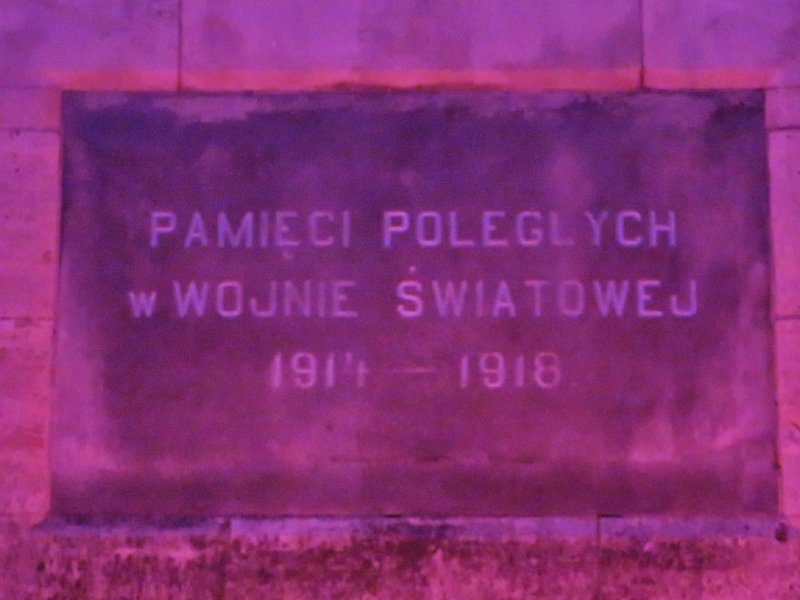 PAMIĘCI POLEGŁYCH
w WOJNIE ŚWIATOWEJ
1914 — 1918